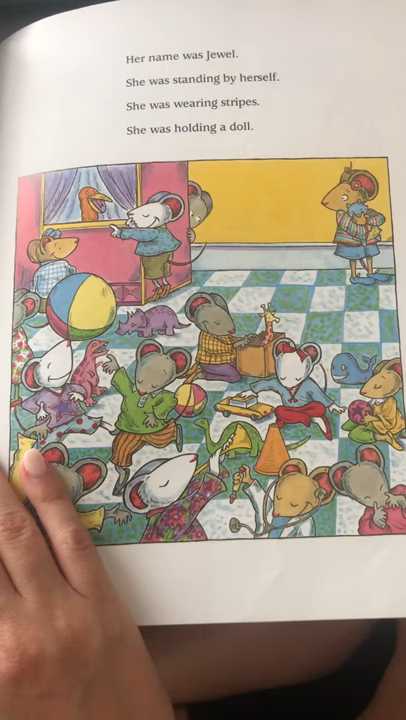 Her name was Jewel.
She was standing by herself.
She was wearing stripes.
She was holding a doll.